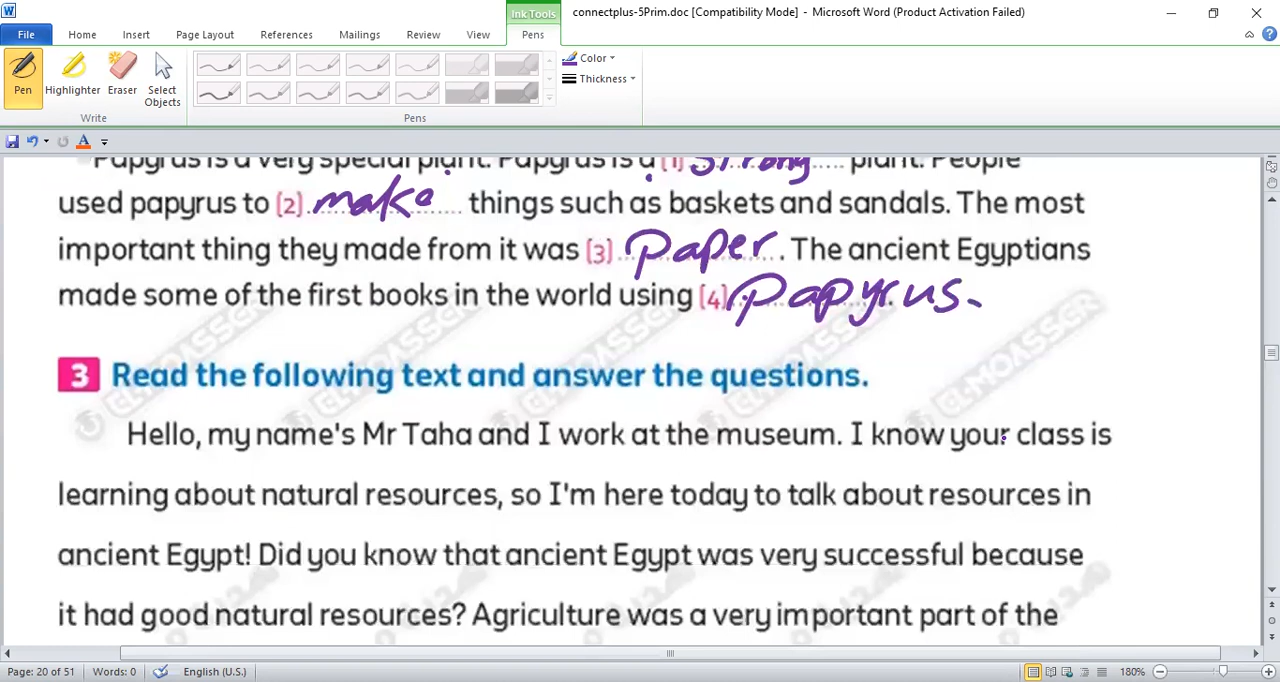 Ink Tools
connectplus-5Prim.doc [Compatibility Mode] - Microsoft Word (Product Activation Failed)
File Home Insert Page Layout References Mailings Review View Pens
Pen Highlighter Eraser Select Objects
Color
Thickness
Write Pens
Papyrus is a very special plant. Papyrus is a (1) strong plant. People
used papyrus to (2) make things such as baskets and sandals. The most
important thing they made from it was (3) paper. The ancient Egyptians
made some of the first books in the world using (4) Papyrus.
3 Read the following text and answer the questions.
Hello, my name's Mr Taha and I work at the museum. I know your class is
learning about natural resources, so I'm here today to talk about resources in
ancient Egypt! Did you know that ancient Egypt was very successful because
it had good natural resources? Agriculture was a very important part of the
Page: 20 of 51 Words: 0 English (U.S.) 180%